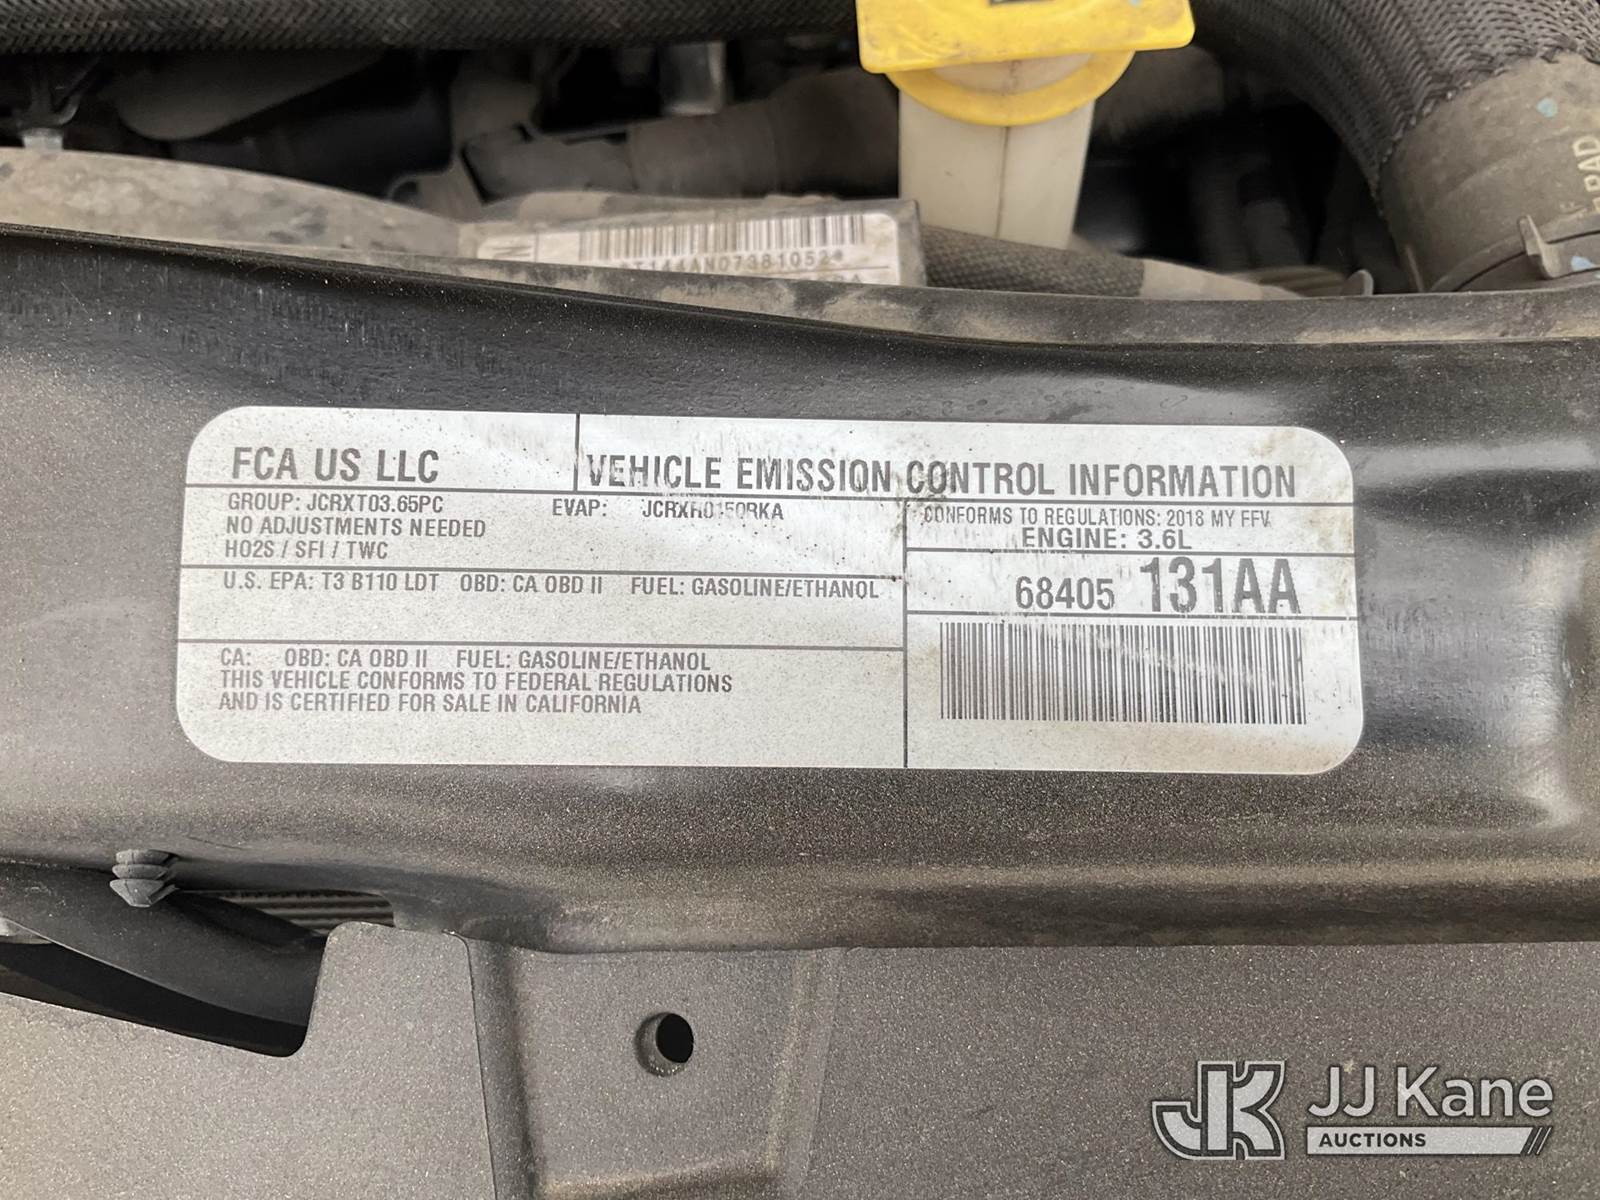 T144AN07381052*
PAD
FCA US LLC
VEHICLE EMISSION CONTROL INFORMATION
GROUP: JCRXT03.65PC EVAP:
NO ADJUSTMENTS NEEDED
HO2S / SFI / TWC
CONFORMS TO REGULATIONS: 2018 MY FFV
ENGINE: 3.6L
U.S. EPA: T3 B110 LDT OBD: CA OBD II FUEL: GASOLINE/ETHANOL
68405 131AA
CA: OBD: CA OBD II FUEL: GASOLINE/ETHANOL
THIS VEHICLE CONFORMS TO FEDERAL REGULATIONS
AND IS CERTIFIED FOR SALE IN CALIFORNIA
JK JJ Kane
AUCTIONS